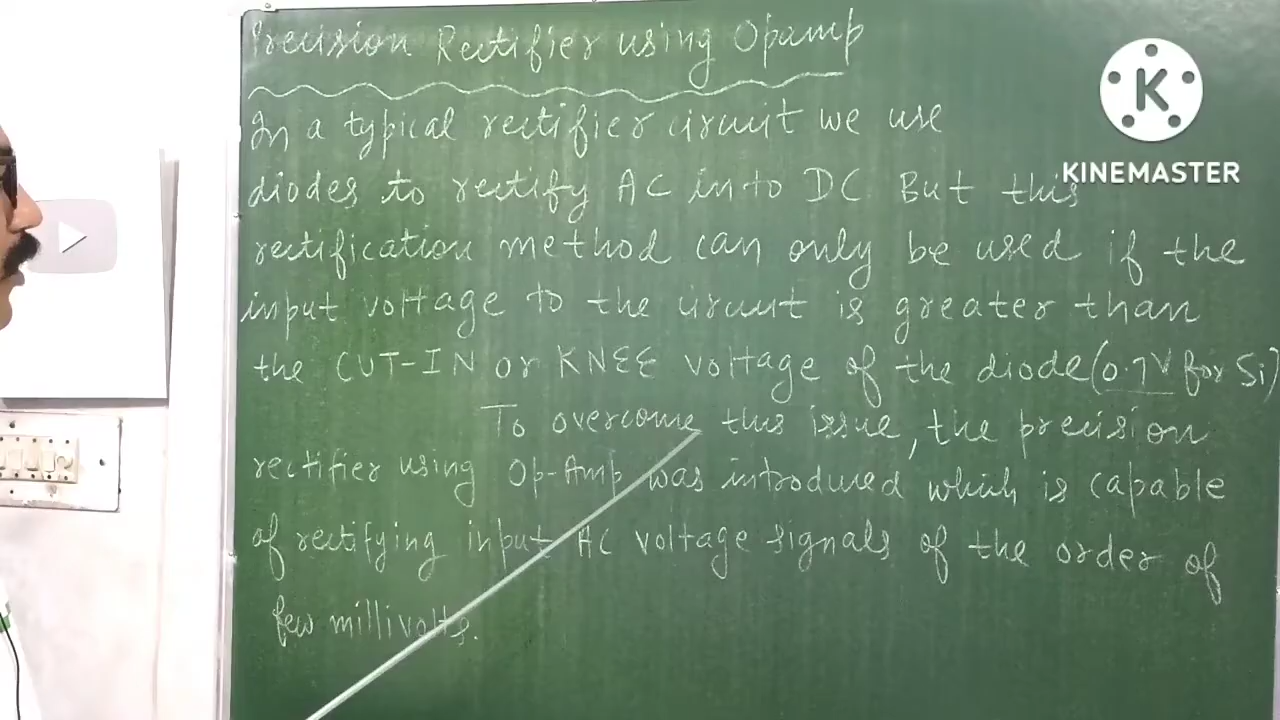 Precision Rectifier using Opamp
In a typical rectifier circuit we use
diodes to rectify AC into DC. But this
rectification method can only be used if the
input voltage to the circuit is greater than
the CUT-IN or KNEE voltage of the diode (0.7V for Si)
To overcome this issue, the precision
rectifier using Op-Amp was introduced which is capable
of rectifying input AC voltage signals of the order of
few millivolts.
K
KINEMASTER